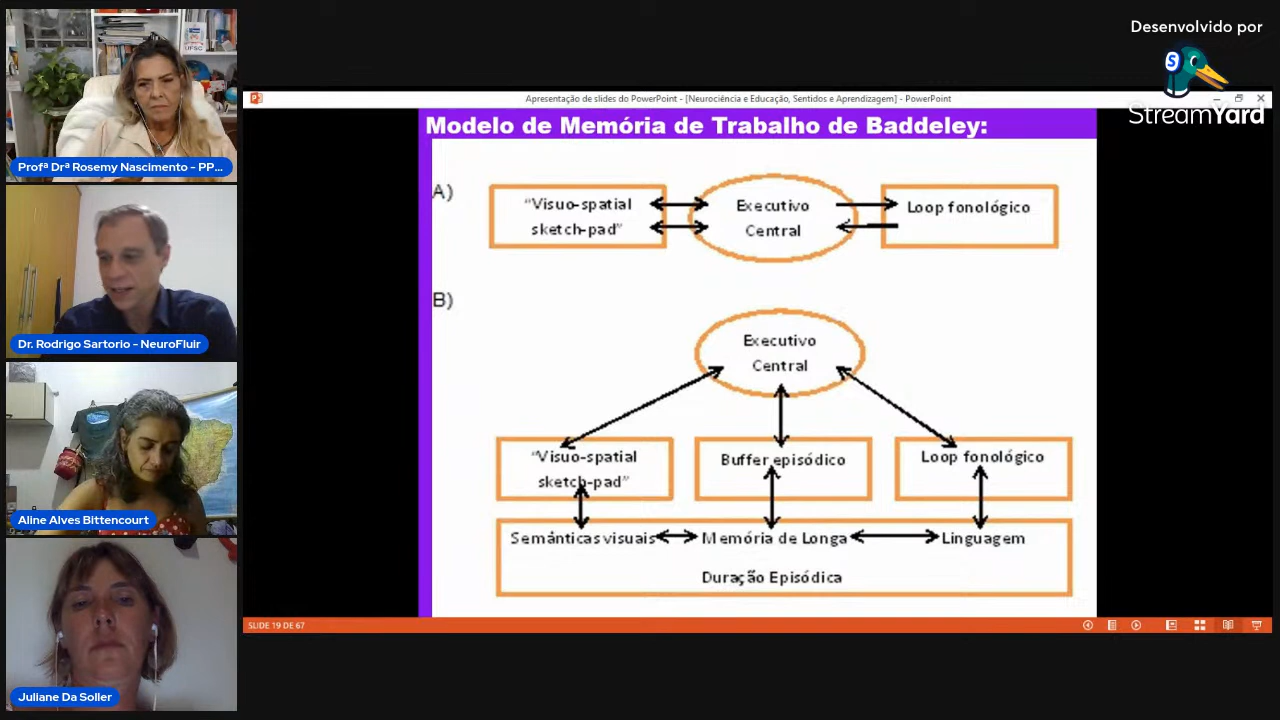 Desenvolvido por
StreamYard
UFSC
Profª Drª Rosemy Nascimento - PP...
Dr. Rodrigo Sartorio - NeuroFluir
Aline Alves Bittencourt
Juliane Da Soller
Apresentação de slides do PowerPoint - [Neurociência e Educação, Sentidos e Aprendizagem] - PowerPoint
Modelo de Memória de Trabalho de Baddeley:
A)
"Visuo-spatial
sketch-pad"
Executivo
Central
Loop fonológico
B)
Executivo
Central
"Visuo-spatial
sketch-pad"
Buffer episódico
Loop fonológico
Semânticas visuais
Memória de Longa
Linguagem
Duração Episódica
SLIDE 19 DE 67